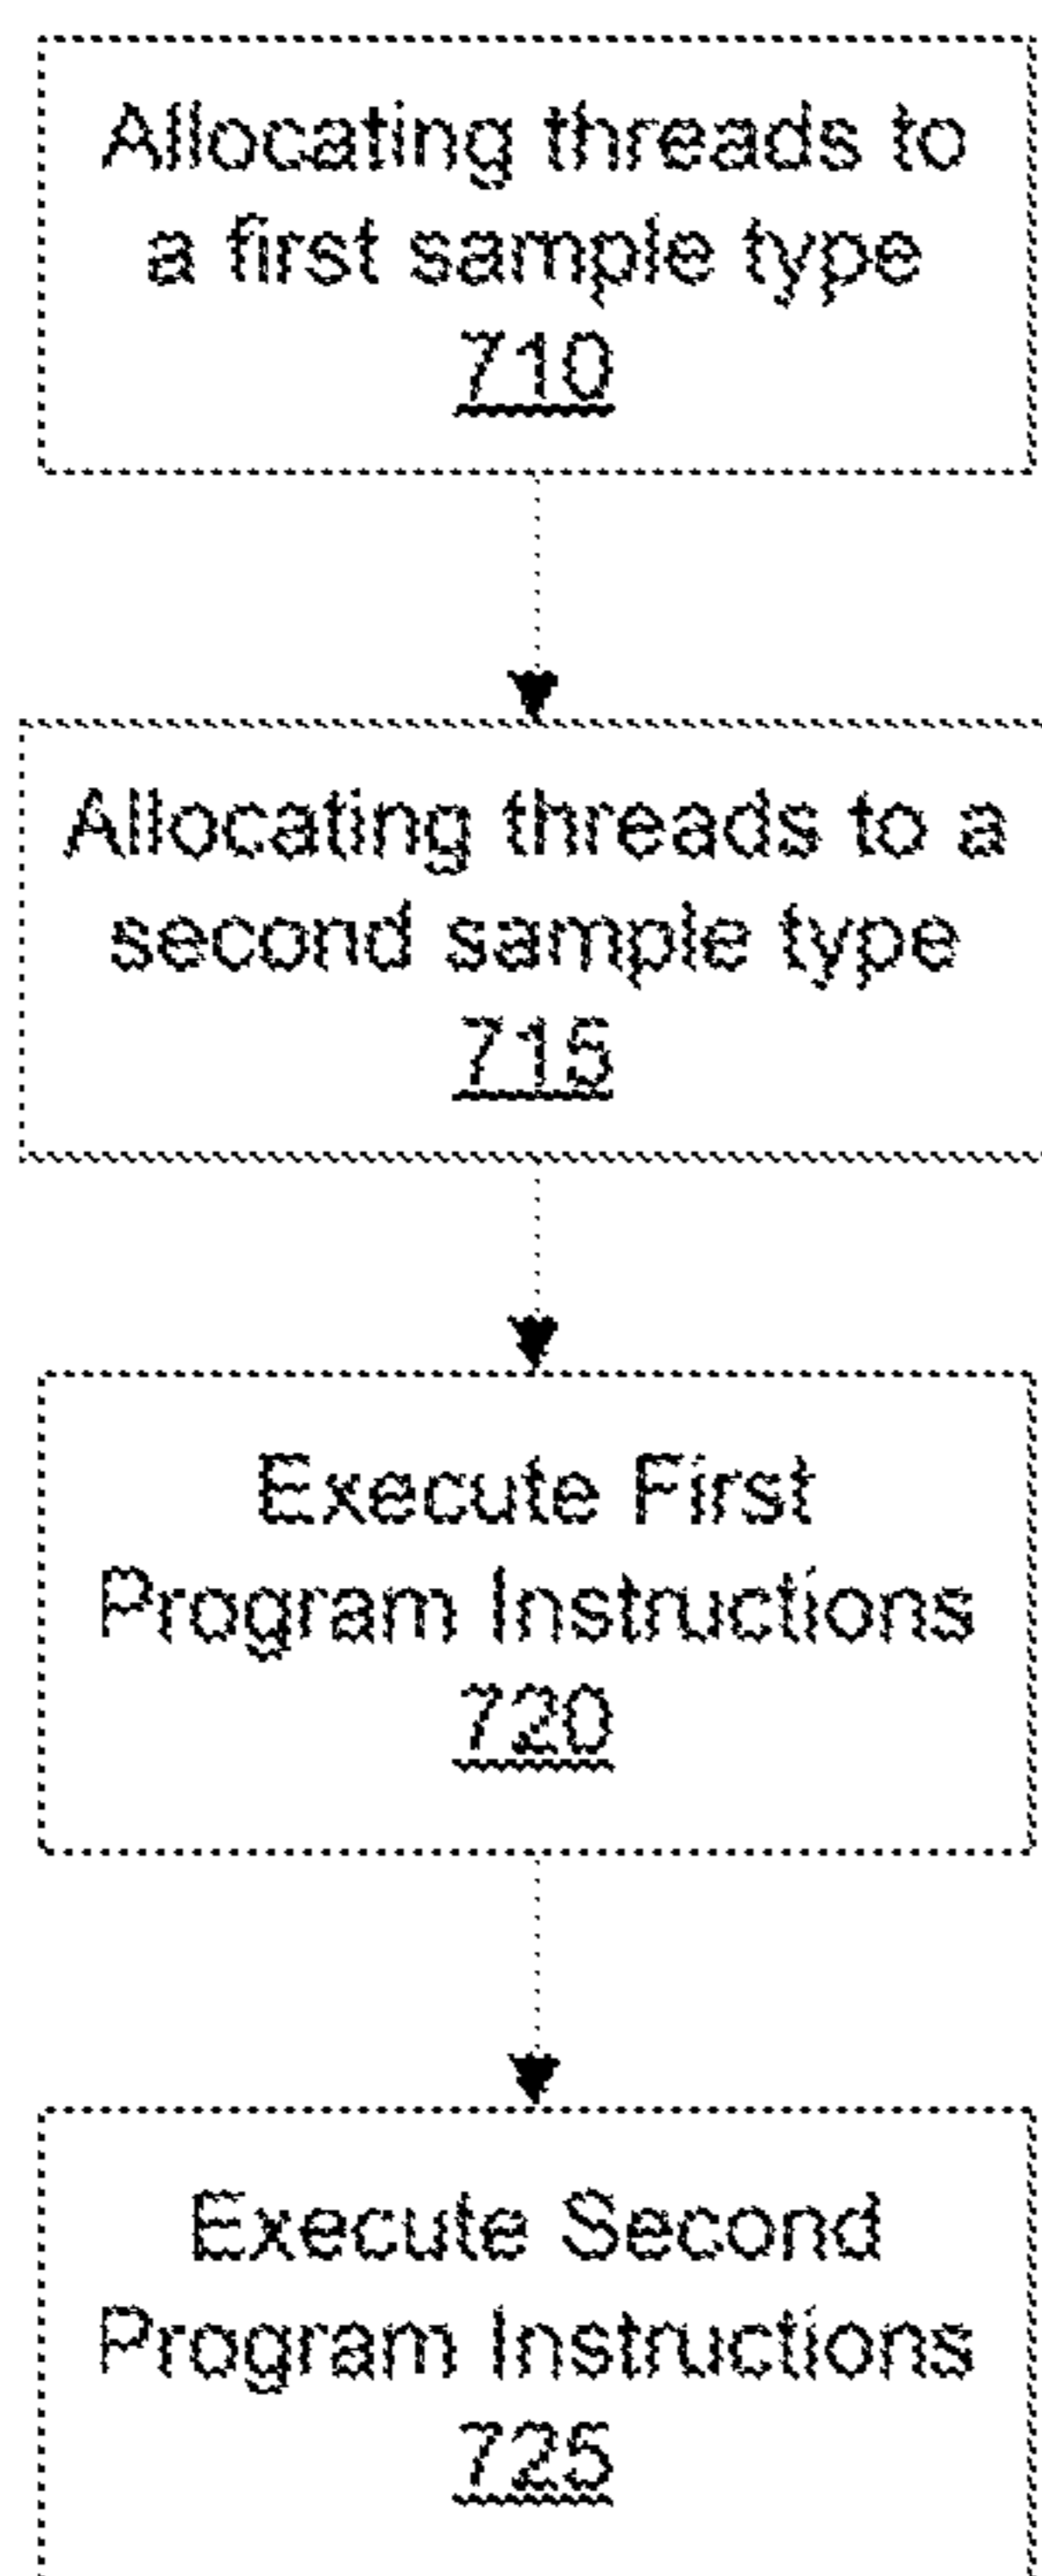 Allocating threads to
a first sample type
710
Allocating threads to a
second sample type
715
Execute First
Program Instructions
720
Execute Second
Program Instructions
725